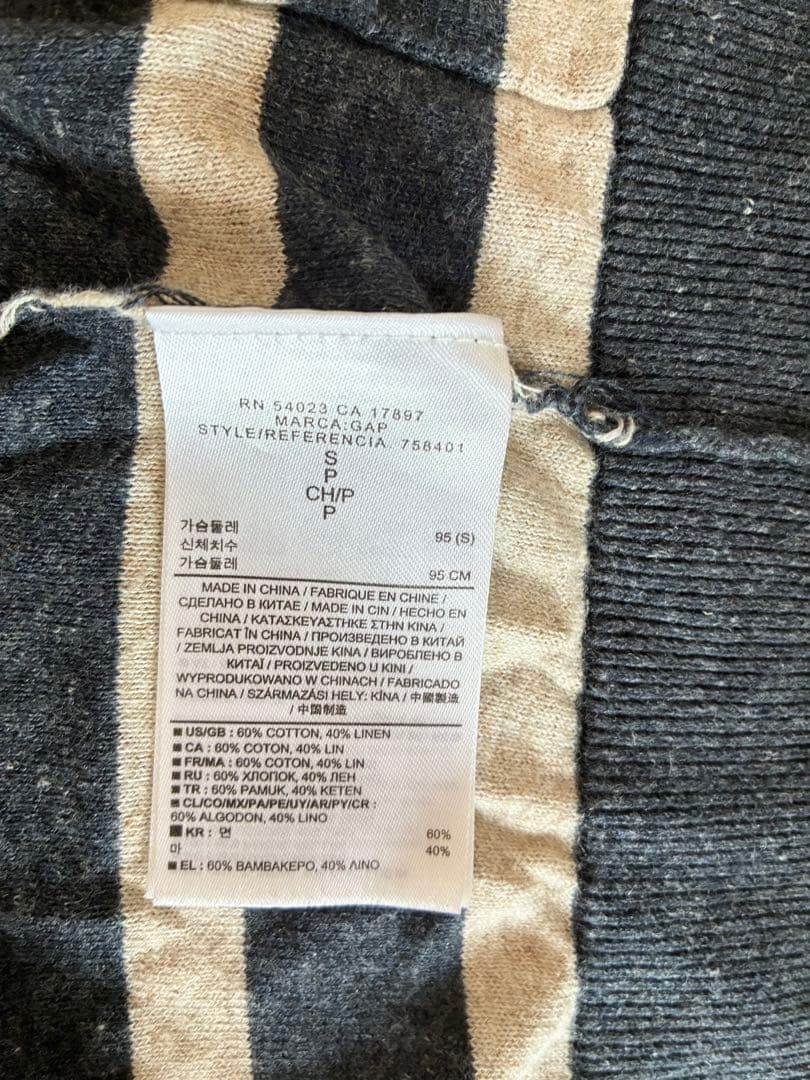 RN 54023 CA 17897
MARCA:GAP
STYLE/REFERENCIA. 758401
S
P
CH/P
P
가슴둘레
신체치수 95 (S)
가슴둘레 95 CM
MADE IN CHINA / FABRIQUE EN CHINE /
СДЕЛАНО В КИТАЕ / MADE IN CIN / HECHO EN
CHINA / ΚΑΤΑΣΚΕΥΑΣΤΗΚΕ ΣΤΗΝ ΚΙΝΑ /
FABRICAT ÎN CHINA / ПРОИЗВЕДЕНО В КИТАЙ
/ ZEMLJA PROIZVODNJE KINA / ВИРОБЛЕНО В
КИТАЇ / PROIZVEDENO U KINI /
WYPRODUKOWANO W CHINACH / FABRICADO
NA CHINA / SZÁRMAZÁSI HELY: KÍNA / 中國製造
/ 中国制造
■ US/GB : 60% COTTON, 40% LINEN
■ CA : 60% COTON, 40% LIN
■ FR/MA : 60% COTON, 40% LIN
■ RU : 60% ХЛОПОК, 40% ЛЕН
■ TR : 60% PAMUK, 40% KETEN
■ CL/CO/MX/PA/PE/UY/AR/PY/CR :
60% ALGODON, 40% LINO
■ KR : 면 60%
마 40%
■ EL : 60% ΒΑΜΒΑΚΕΡΟ, 40% ΛΙΝΟ